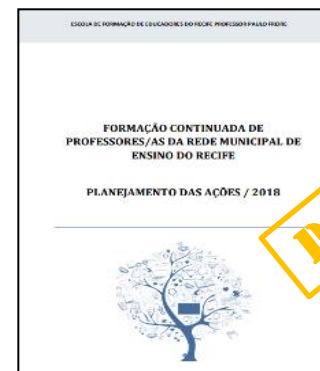 ESCOLA DE FORMAÇÃO DE EDUCADORES DO RECIFE PROFESSOR PAULO FREIRE
FORMAÇÃO CONTINUADA DE
PROFESSORES/AS DA REDE MUNICIPAL DE
ENSINO DO RECIFE
PLANEJAMENTO DAS AÇÕES / 2018